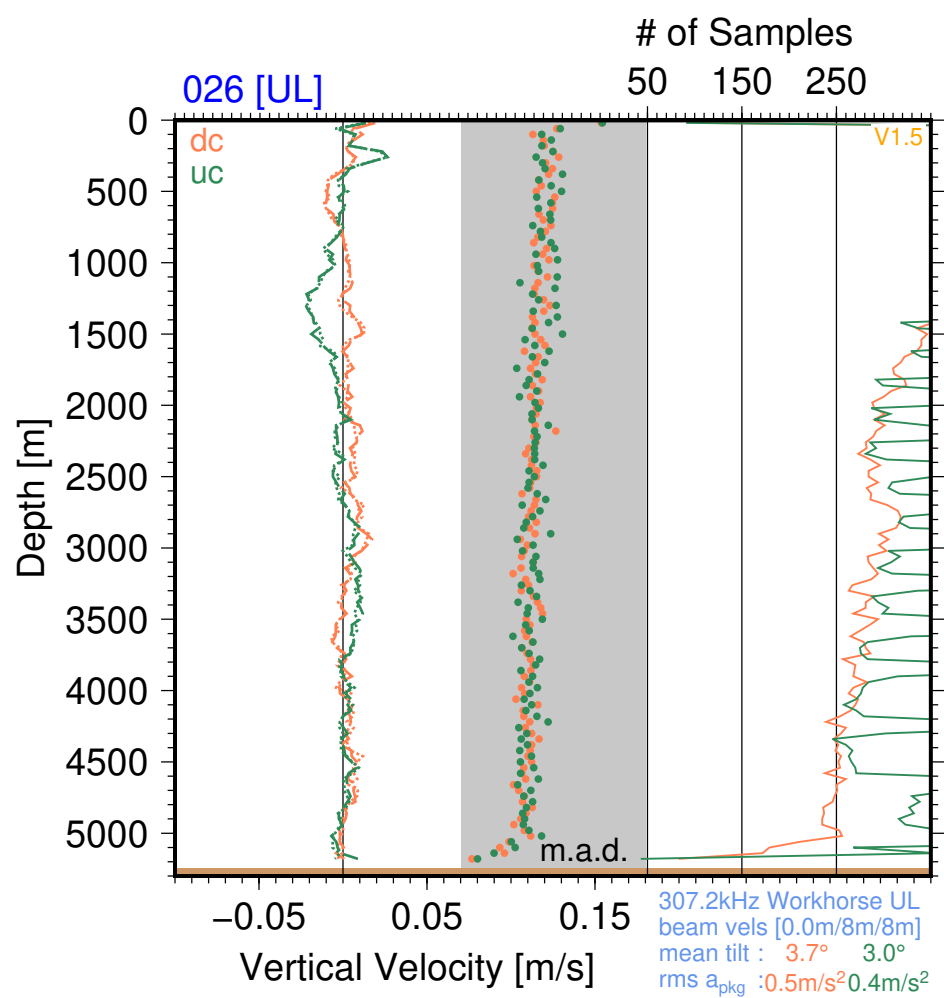 # of Samples
50 150 250
026 [UL]
dc
uc
V1.5
0
500
1000
1500
2000
2500
3000
3500
4000
4500
5000
Depth [m]
m.a.d.
−0.05 0.05 0.15
Vertical Velocity [m/s]
307.2kHz Workhorse UL
beam vels [0.0m/8m/8m]
mean tilt : 3.7° 3.0°
rms a_pkg :0.5m/s² 0.4m/s²